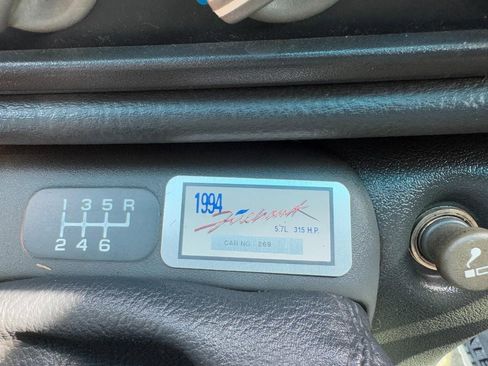 1 3 5 R
2 4 6
1994
Firehawk
5.7L 315 H.P.
CAR NO. 269